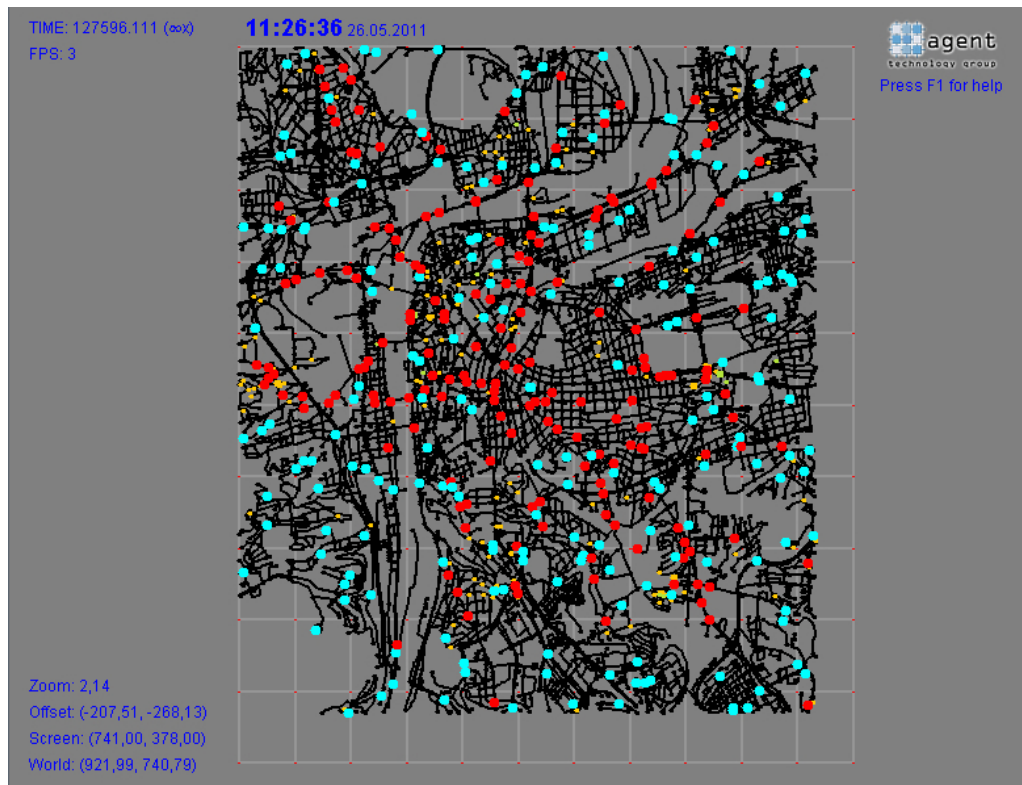 TIME: 127596.111 (∞x)
11:26:36 26.05.2011
FPS: 3
agent
technology group
Press F1 for help
Zoom: 2,14
Offset: (-207,51, -268,13)
Screen: (741,00, 378,00)
World: (921,99, 740,79)